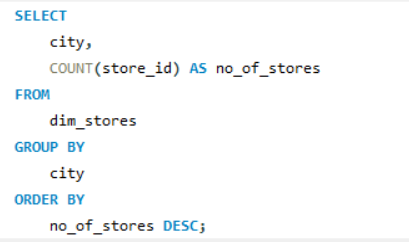 SELECT
    city,
    COUNT(store_id) AS no_of_stores
FROM
    dim_stores
GROUP BY
    city
ORDER BY
    no_of_stores DESC;